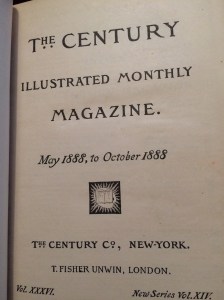 THE CENTURY
ILLUSTRATED MONTHLY
MAGAZINE.
May 1888, to October 1888
THE CENTURY CO, NEW-YORK.
T. FISHER UNWIN, LONDON.
Vol. XXXVI. New Series Vol. XIV.